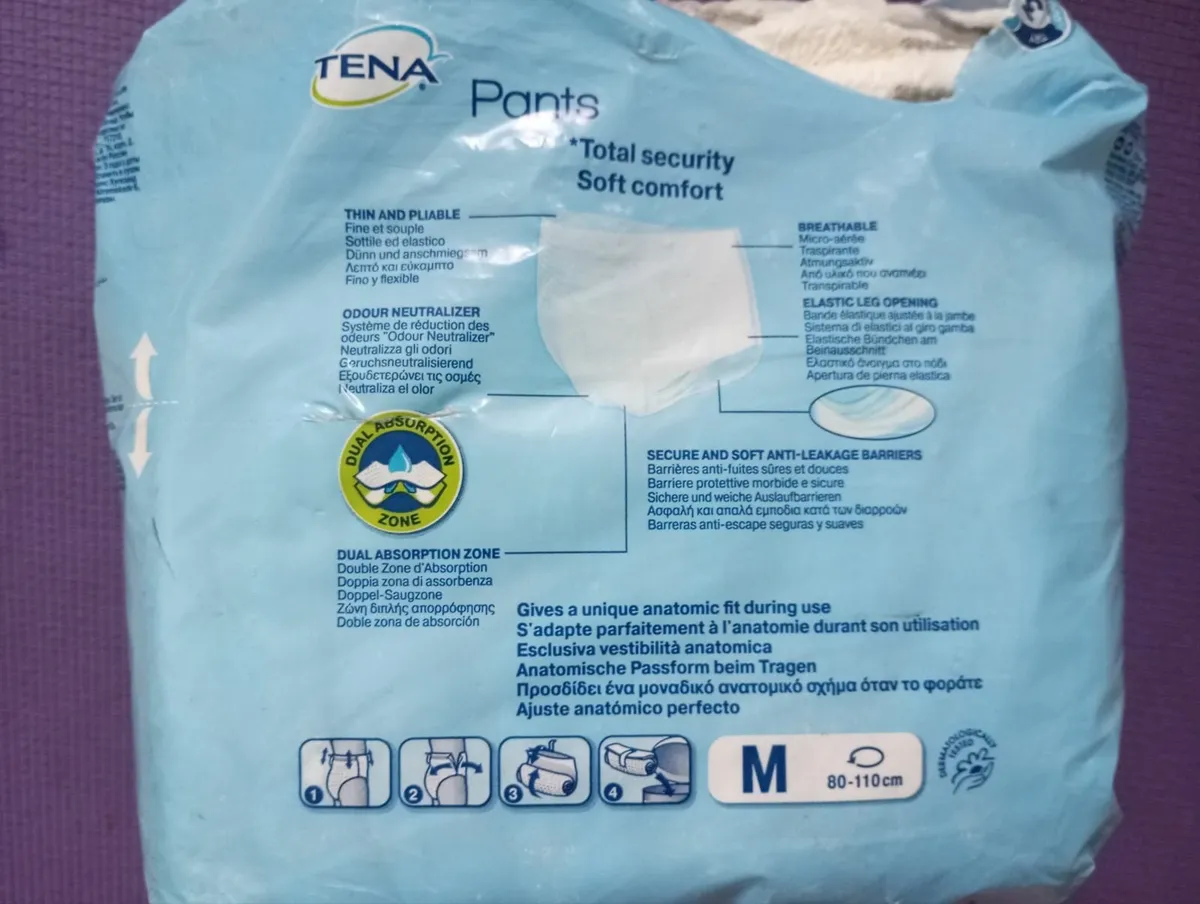 TENA
Pants
*Total security
Soft comfort
THIN AND PLIABLE
Fine et souple
Sottile ed elastico
Dünn und anschmiegsam
Λεπτό και εύκαμπτο
Fino y flexible
BREATHABLE
Micro-aérée
Traspirante
Atmungsaktiv
Από υλικό που αναπνέει
Transpirable
ODOUR NEUTRALIZER
Système de réduction des
odeurs "Odour Neutralizer"
Neutralizza gli odori
Geruchsneutralisierend
Εξουδετερώνει τις οσμές
Neutraliza el olor
ELASTIC LEG OPENING
Bande élastique ajustée à la jambe
Sistema di elastici al giro gamba
Elastische Bündchen am
Beinausschnitt
Ελαστικό άνοιγμα στο πόδι
Apertura de pierna elastica
DUAL ABSORPTION
ZONE
SECURE AND SOFT ANTI-LEAKAGE BARRIERS
Barrières anti-fuites sûres et douces
Barriere protettive morbide e sicure
Sichere und weiche Auslaufbarrieren
Ασφαλή και απαλά εμποδια κατά των διαρροών
Barreras anti-escape seguras y suaves
DUAL ABSORPTION ZONE
Double Zone d'Absorption
Doppia zona di assorbenza
Doppel-Saugzone
Ζώνη διπλής απορρόφησης
Doble zona de absorción
Gives a unique anatomic fit during use
S'adapte parfaitement à l'anatomie durant son utilisation
Esclusiva vestibilità anatomica
Anatomische Passform beim Tragen
Προσδίδει ένα μοναδικό ανατομικό σχήμα όταν το φοράτε
Ajuste anatómico perfecto
1
2
3
4
M
80-110cm
DERMATOLOGICALLY
TESTED